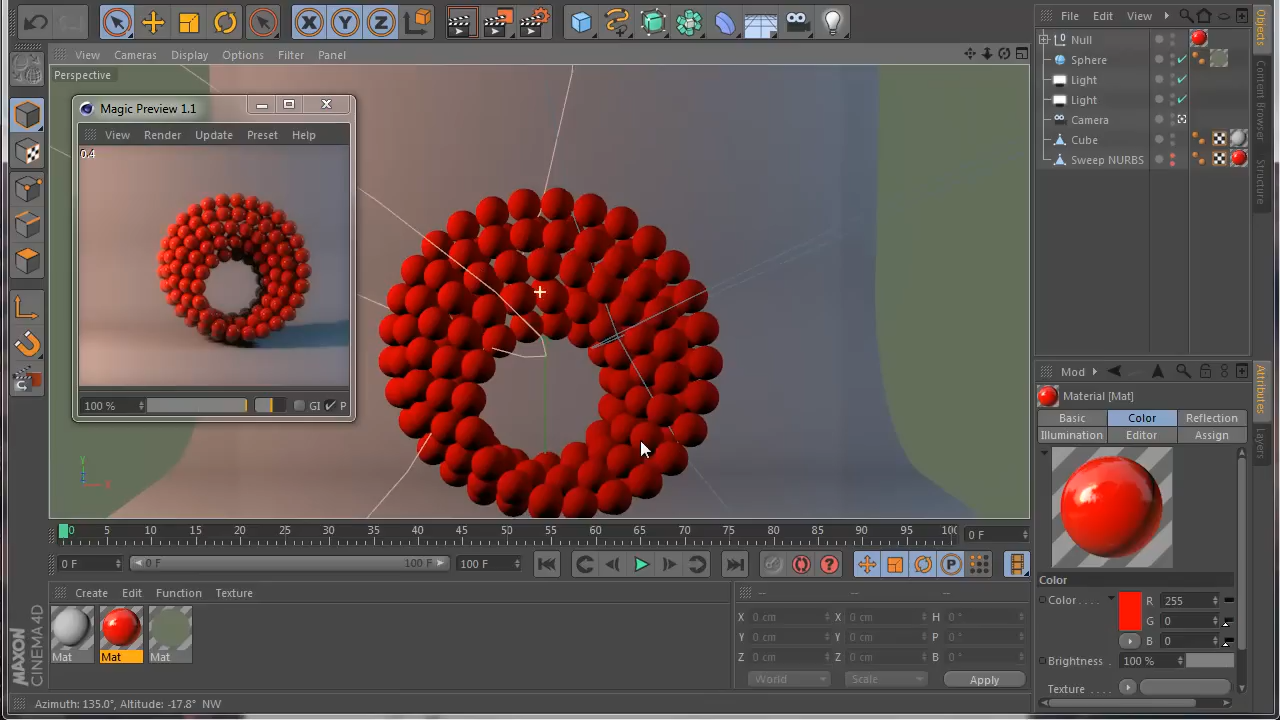 File Edit View
View Cameras Display Options Filter Panel
Perspective
Magic Preview 1.1
View Render Update Preset Help
0.4
100 % GI P
Null
Sphere
Light
Light
Camera
Cube
Sweep NURBS
Objects
Content Browser
Structure
Mod
Material [Mat]
Basic Color Reflection
Illumination Editor Assign
Color
Color . . . . R 255
G 0
B 0
Brightness 100 %
Texture . . . .
Attributes
Layers
0 5 10 15 20 25 30 35 40 45 50 55 60 65 70 75 80 85 90 95 100 0 F
0 F 0 F 100 F 100 F
Create Edit Function Texture
Mat Mat Mat
-- -- --
X 0 cm X 0 cm H 0 °
Y 0 cm Y 0 cm P 0 °
Z 0 cm Z 0 cm B 0 °
World Scale Apply
MAXON
CINEMA 4D
Azimuth: 135.0°, Altitude: -17.8° NW